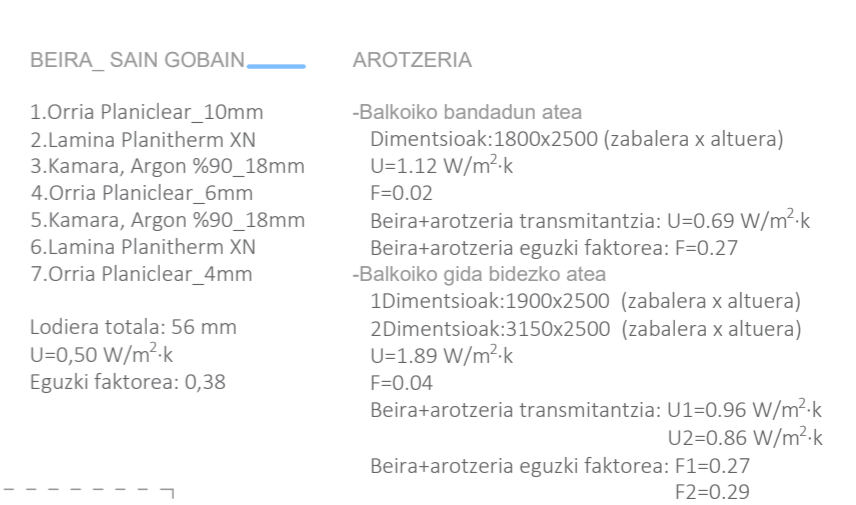 BEIRA_ SAIN GOBAIN
1.Orria Planiclear_10mm
2.Lamina Planitherm XN
3.Kamara, Argon %90_18mm
4.Orria Planiclear_6mm
5.Kamara, Argon %90_18mm
6.Lamina Planitherm XN
7.Orria Planiclear_4mm
Lodiera totala: 56 mm
U=0,50 W/m²·k
Eguzki faktorea: 0,38
AROTZERIA
-Balkoiko bandadun atea
Dimentsioak:1800x2500 (zabalera x altuera)
U=1.12 W/m²·k
F=0.02
Beira+arotzeria transmitantzia: U=0.69 W/m²·k
Beira+arotzeria eguzki faktorea: F=0.27
-Balkoiko gida bidezko atea
1Dimentsioak:1900x2500 (zabalera x altuera)
2Dimentsioak:3150x2500 (zabalera x altuera)
U=1.89 W/m²·k
F=0.04
Beira+arotzeria transmitantzia: U1=0.96 W/m²·k
U2=0.86 W/m²·k
Beira+arotzeria eguzki faktorea: F1=0.27
F2=0.29